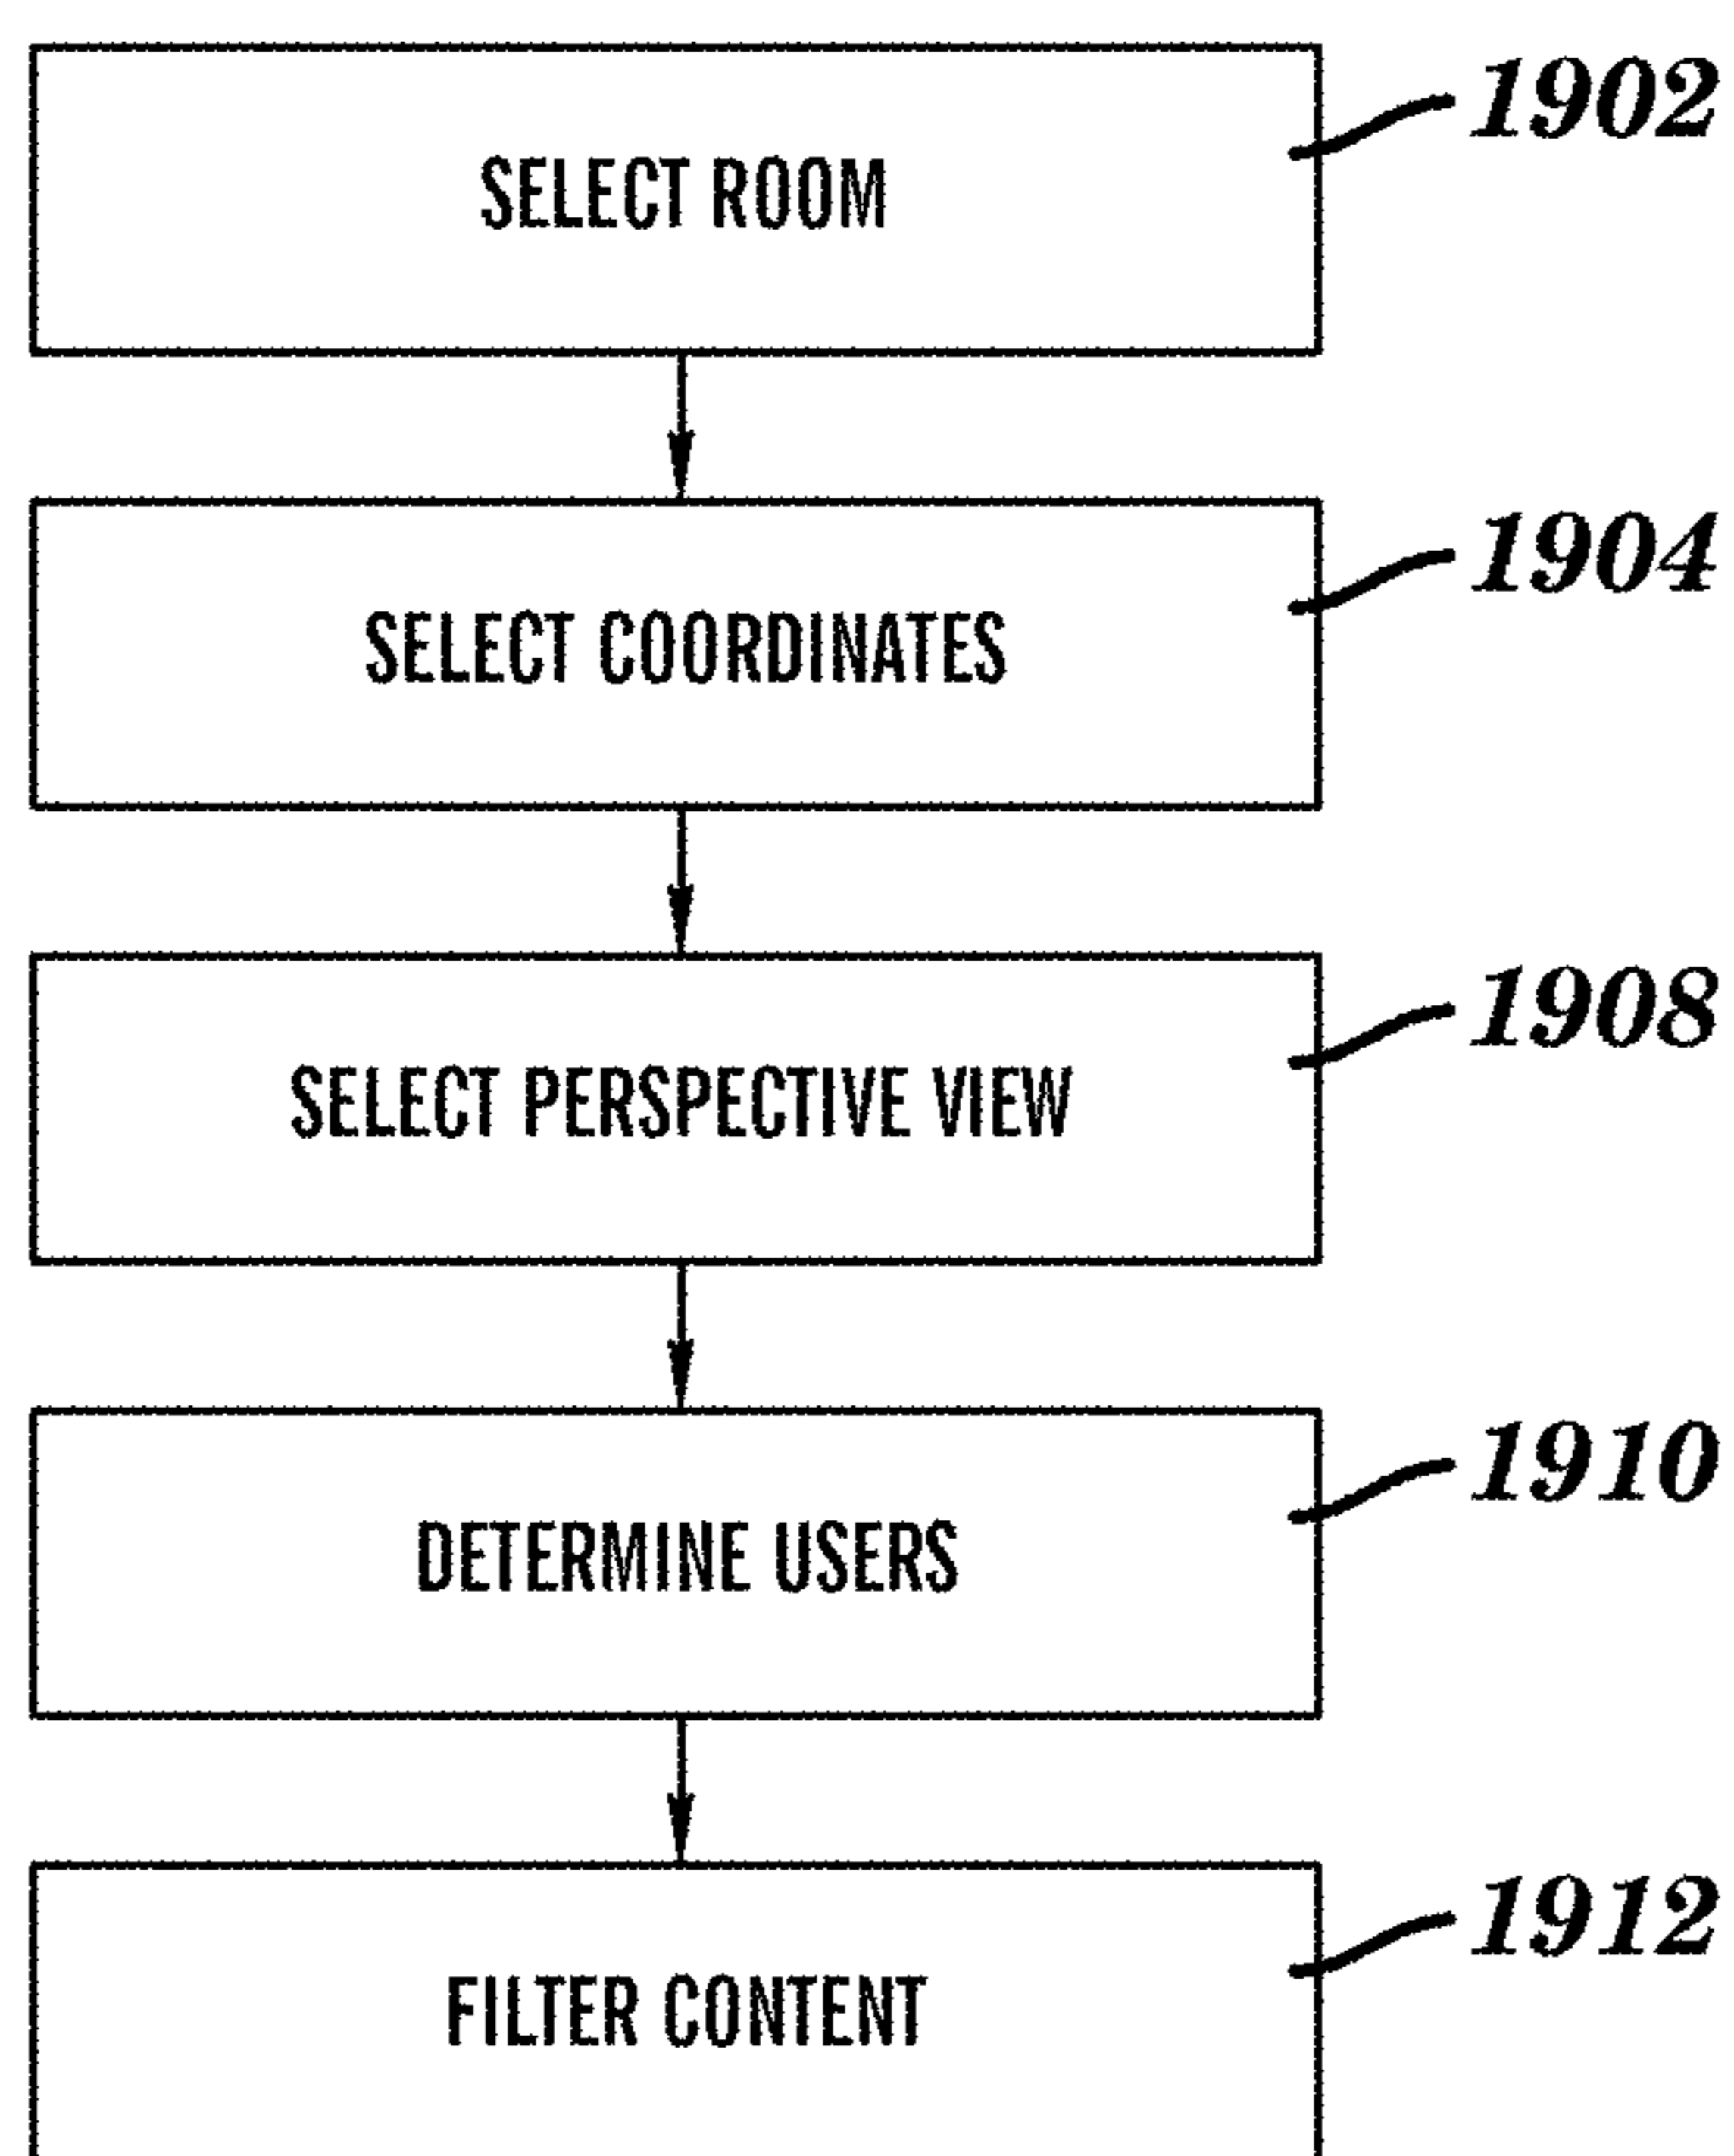 SELECT ROOM
1902
SELECT COORDINATES
1904
SELECT PERSPECTIVE VIEW
1908
DETERMINE USERS
1910
FILTER CONTENT
1912